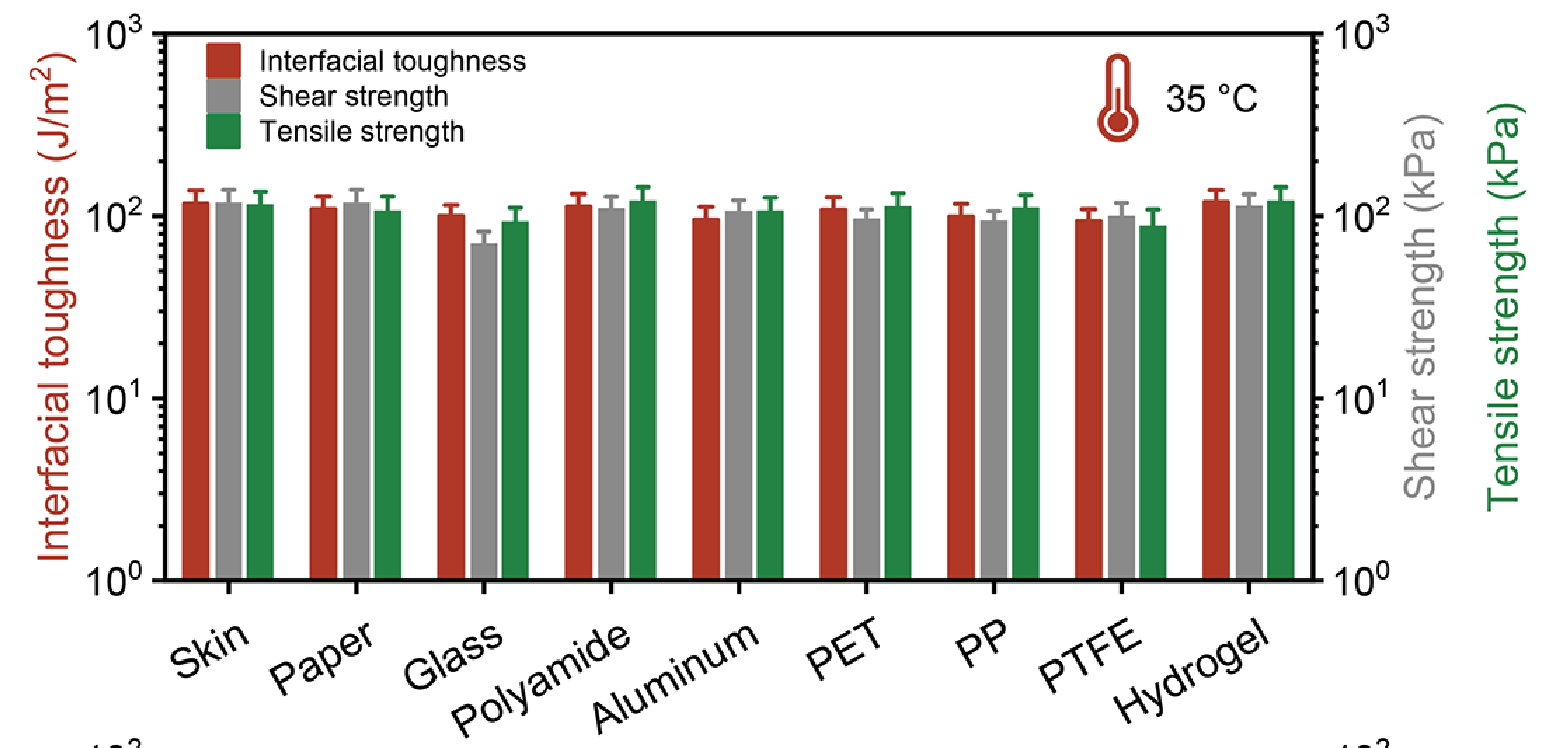 10³
10²
10¹
10⁰
Interfacial toughness (J/m²)
Interfacial toughness
Shear strength
Tensile strength
35 °C
10³
10²
10¹
10⁰
Shear strength (kPa)
Tensile strength (kPa)
Skin
Paper
Glass
Polyamide
Aluminum
PET
PP
PTFE
Hydrogel